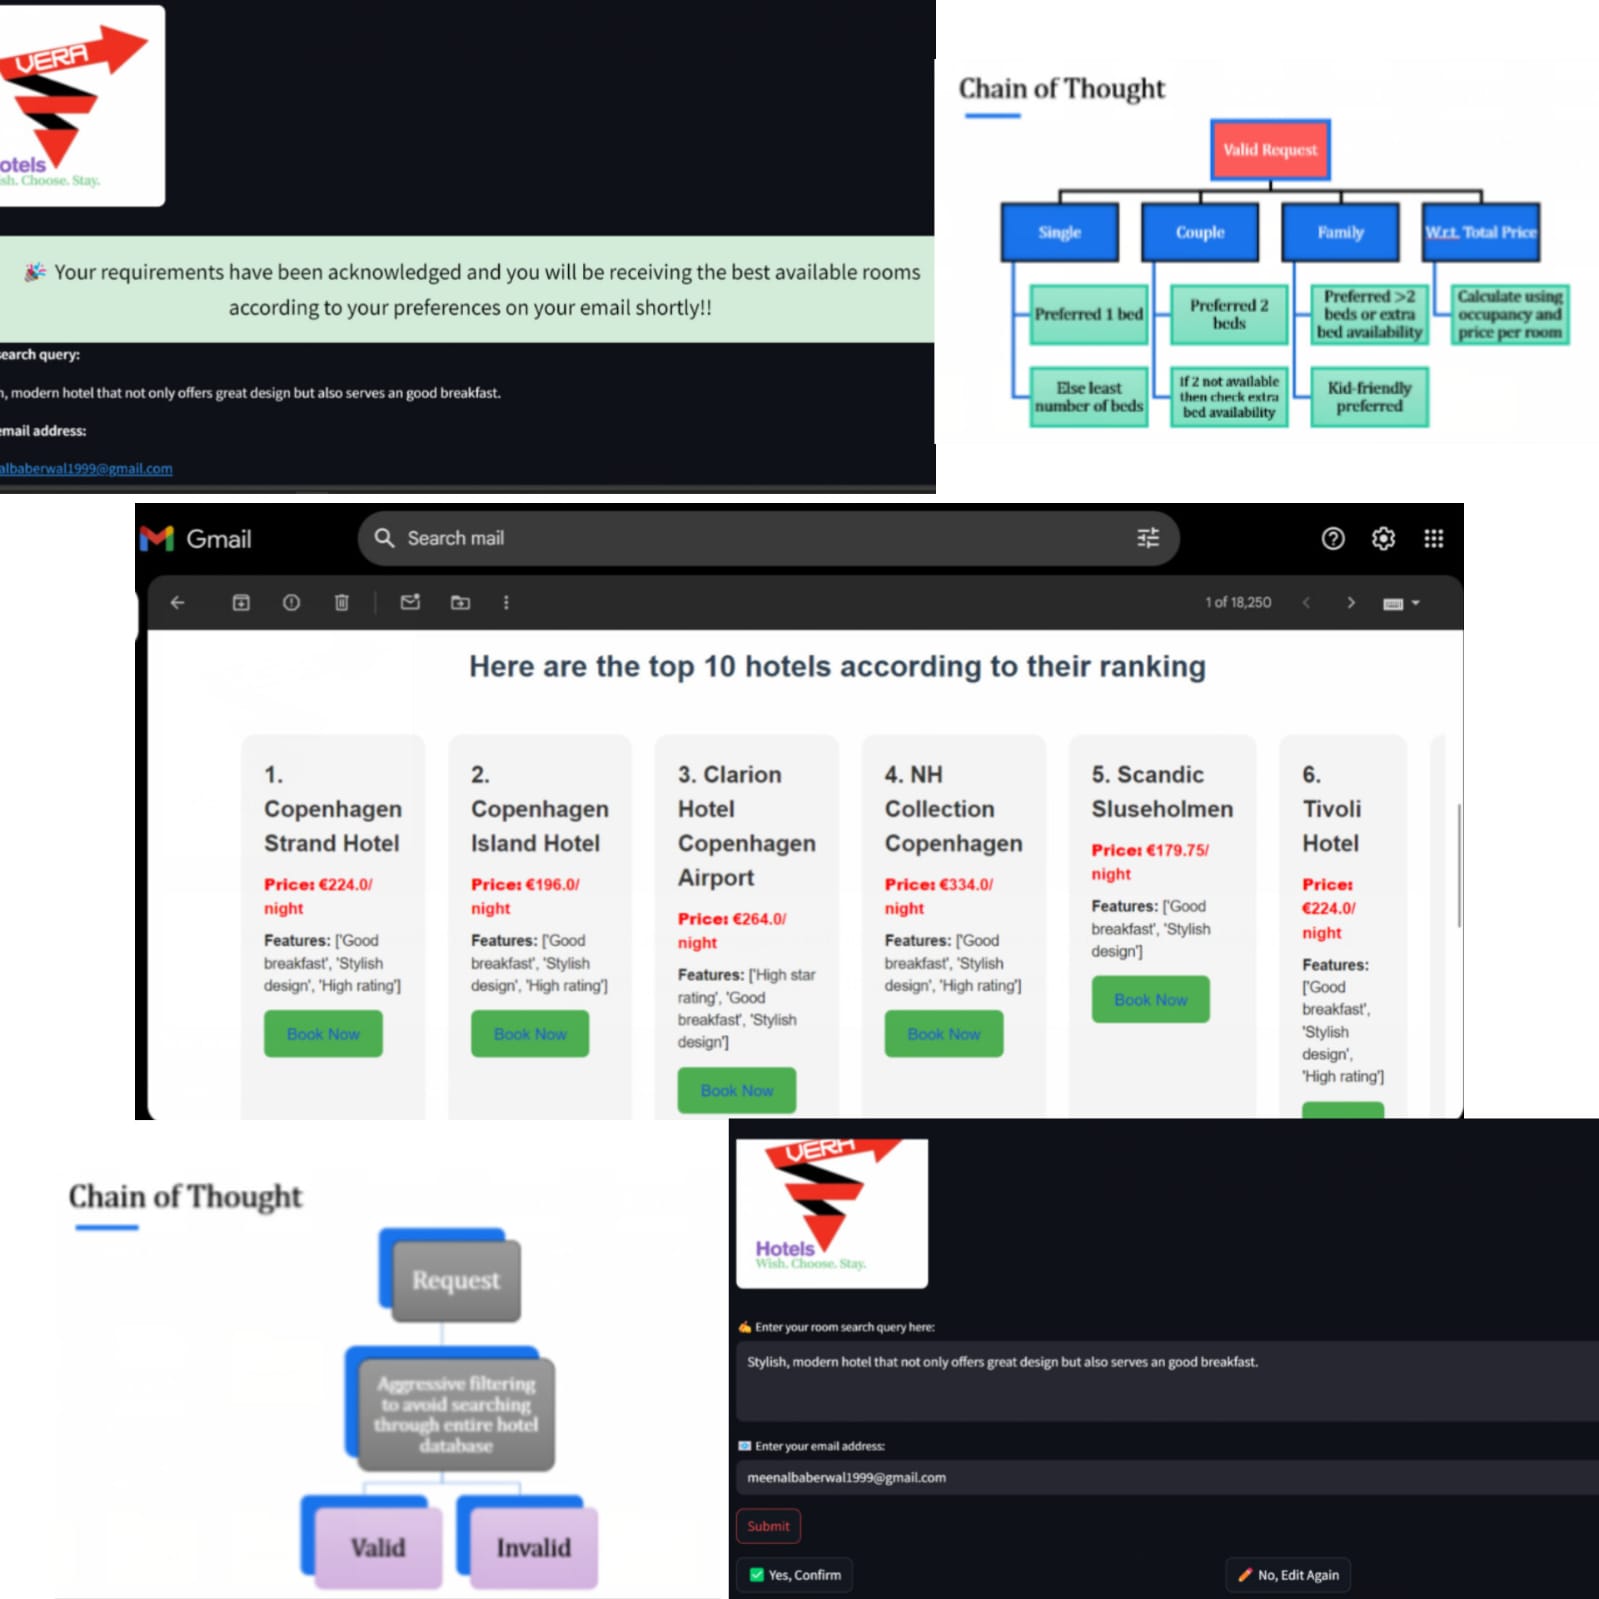 VERA
otels
sh. Choose. Stay.
🎉 Your requirements have been acknowledged and you will be receiving the best available rooms
according to your preferences on your email shortly!!
search query:
, modern hotel that not only offers great design but also serves an good breakfast.
email address:
albaberwal1999@gmail.com
Chain of Thought
Valid Request
Single
Couple
Family
W.r.t. Total Price
Preferred 1 bed
Preferred 2
beds
Preferred >2
beds or extra
bed availability
Calculate using
occupancy and
price per room
Else least
number of beds
If 2 not available
then check extra
bed availability
Kid-friendly
preferred
Gmail
Search mail
1 of 18,250
Here are the top 10 hotels according to their ranking
1.
Copenhagen
Strand Hotel
Price: €224.0/
night
Features: ['Good
breakfast', 'Stylish
design', 'High rating']
Book Now
2.
Copenhagen
Island Hotel
Price: €196.0/
night
Features: ['Good
breakfast', 'Stylish
design', 'High rating']
Book Now
3. Clarion
Hotel
Copenhagen
Airport
Price: €264.0/
night
Features: ['High star
rating', 'Good
breakfast', 'Stylish
design']
Book Now
4. NH
Collection
Copenhagen
Price: €334.0/
night
Features: ['Good
breakfast', 'Stylish
design', 'High rating']
Book Now
5. Scandic
Sluseholmen
Price: €179.75/
night
Features: ['Good
breakfast', 'Stylish
design']
Book Now
6.
Tivoli
Hotel
Price:
€224.0/
night
Features:
['Good
breakfast',
'Stylish
design',
'High rating']
Chain of Thought
Request
Aggressive filtering
to avoid searching
through entire hotel
database
Valid
Invalid
VERA
Hotels
Wish. Choose. Stay.
✍️ Enter your room search query here:
Stylish, modern hotel that not only offers great design but also serves an good breakfast.
📧 Enter your email address:
meenalbaberwal1999@gmail.com
Submit
✅ Yes, Confirm
✏️ No, Edit Again